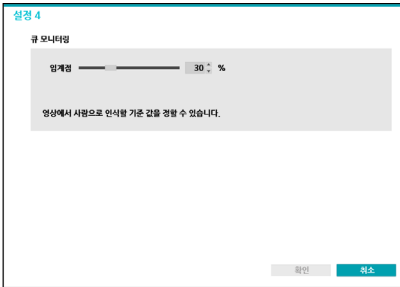 설정 4
큐 모니터링
임계점 30 %
영상에서 사람으로 인식할 기준 값을 정할 수 있습니다.
확인 취소